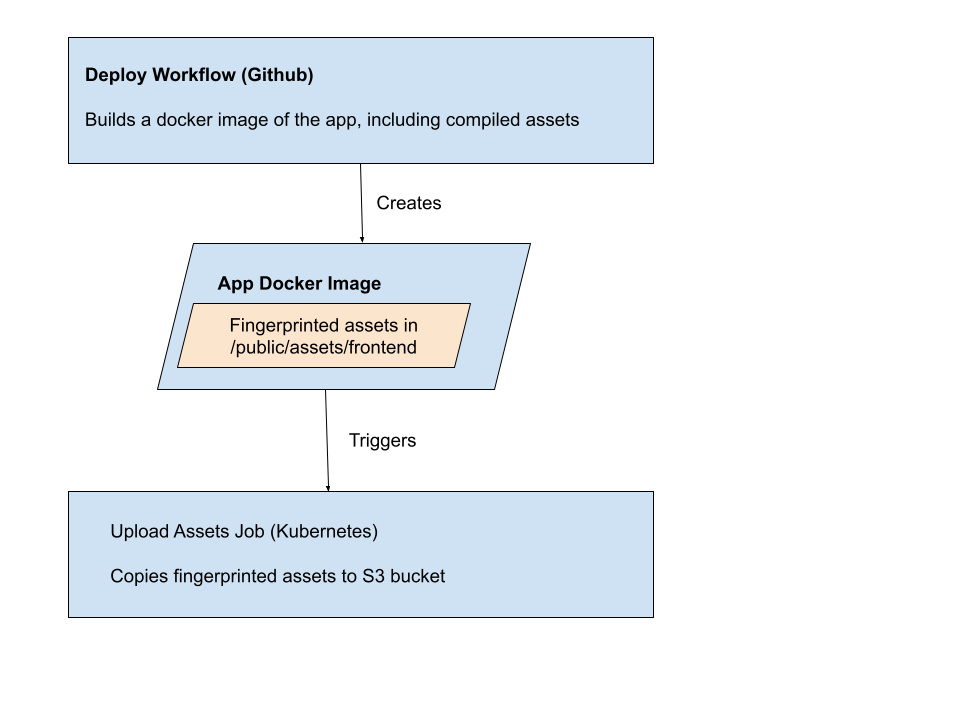 Deploy Workflow (Github)
Builds a docker image of the app, including compiled assets
Creates
App Docker Image
Fingerprinted assets in
/public/assets/frontend
Triggers
Upload Assets Job (Kubernetes)
Copies fingerprinted assets to S3 bucket